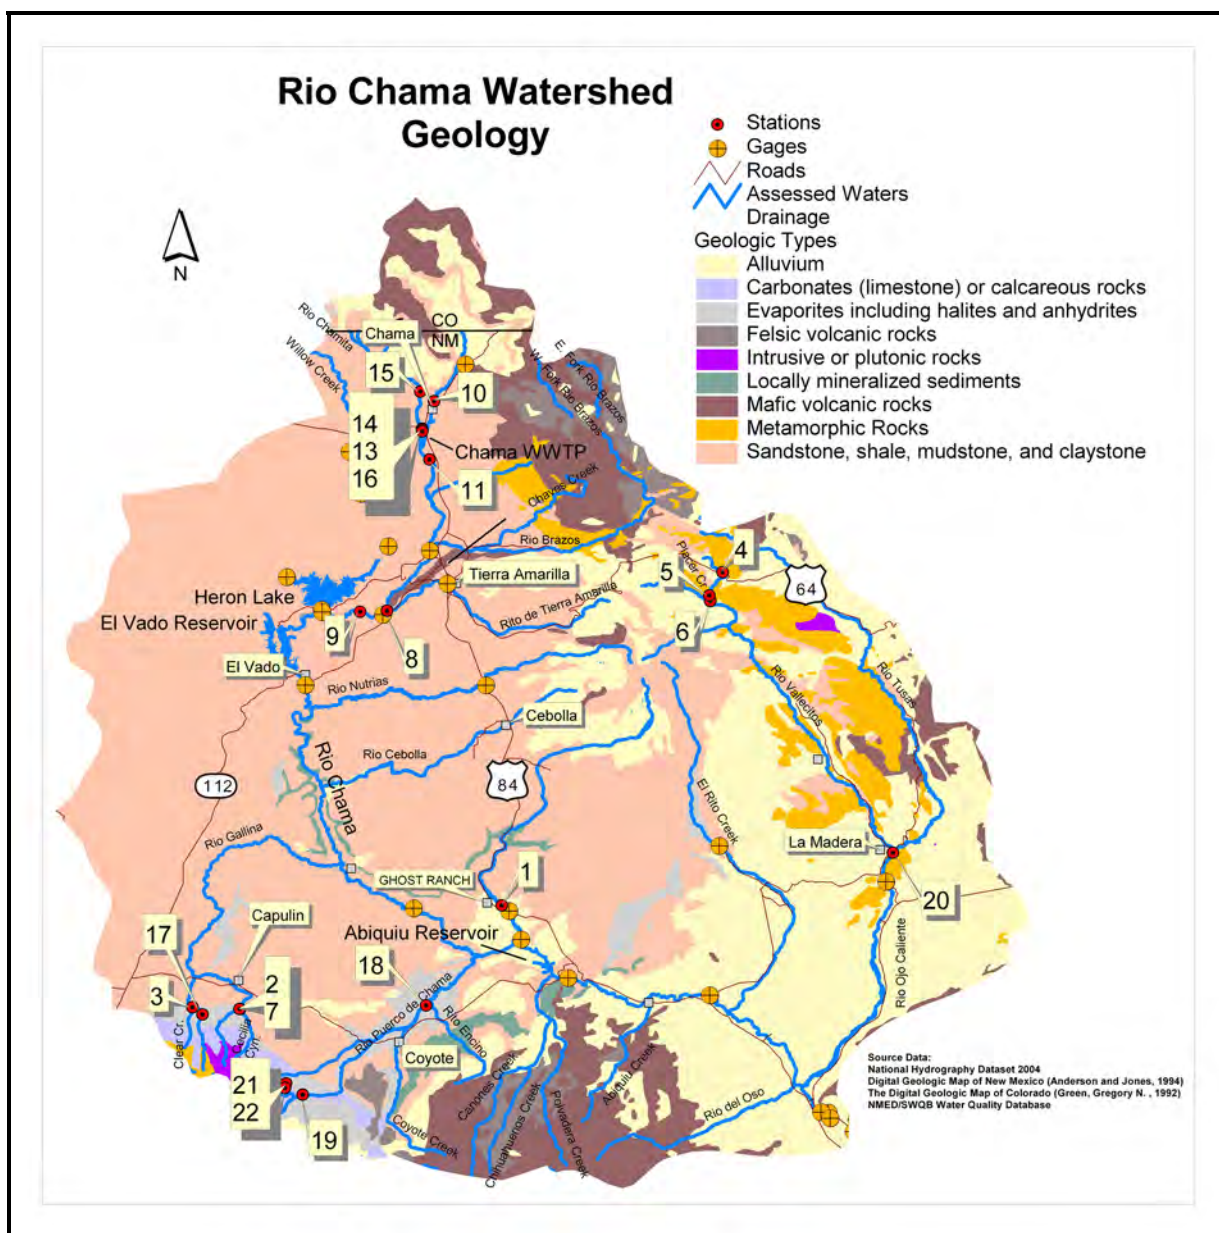 Rio Chama Watershed
Geology
Stations
Gages
Roads
Assessed Waters
Drainage
Geologic Types
Alluvium
Carbonates (limestone) or calcareous rocks
Evaporites including halites and anhydrites
Felsic volcanic rocks
Intrusive or plutonic rocks
Locally mineralized sediments
Mafic volcanic rocks
Metamorphic Rocks
Sandstone, shale, mudstone, and claystone
N
CO
NM
Rio Chamita
Chama
Willow Creek
W. Fork Rio Brazos
E. Fork Rio Brazos
15
10
14
13
16
Chama WWTP
11
Chaves Creek
Rio Brazos
Placer Cr.
4
5
64
Tierra Amarilla
Heron Lake
El Vado Reservoir
Rito de Tierra Amarilla
9
8
6
El Vado
Rio Nutrias
Rio Vallecitos
Rio Tusas
Cebolla
Rio Chama
Rio Cebolla
112
84
El Rito Creek
Rio Gallina
La Madera
GHOST RANCH
1
20
Capulin
Abiquiu Reservoir
17
18
Rio Ojo Caliente
3
2
7
Rio Puerco de Chama
Rito Encino
Clear Cr.
Cecilia
Cyn
Coyote
21
22
19
Coyote Creek
Canones Creek
Chihuahuenos Creek
Polvadera Creek
Abiquiu Creek
Rio del Oso
Source Data:
National Hydrography Dataset 2004
Digital Geologic Map of New Mexico (Anderson and Jones, 1994)
The Digital Geologic Map of Colorado (Green, Gregory N. , 1992)
NMED/SWQB Water Quality Database